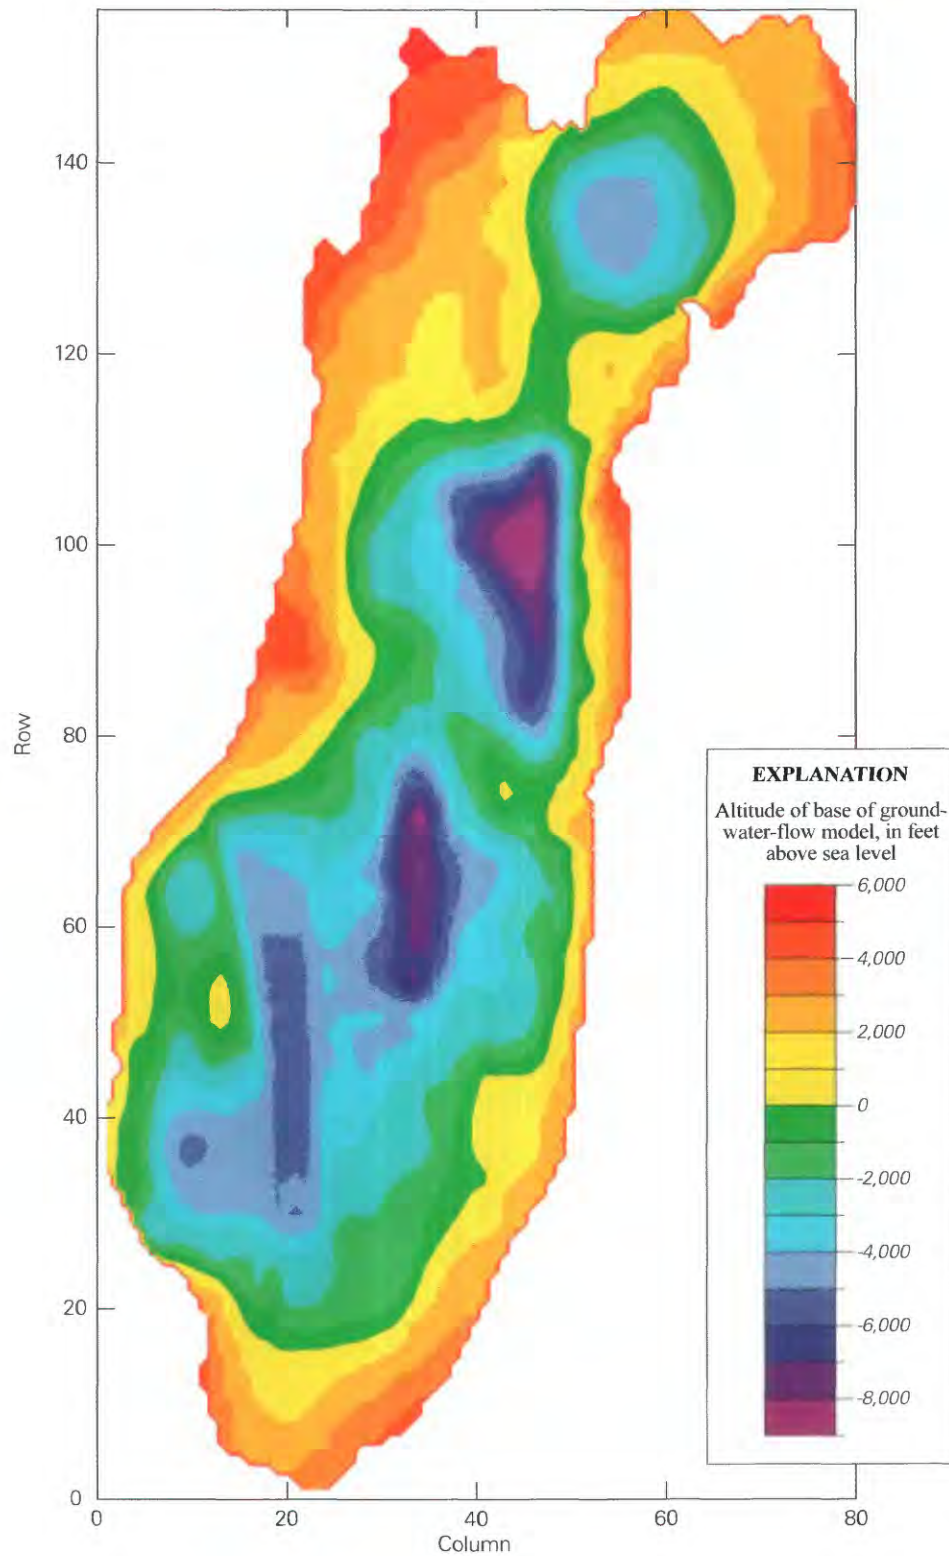 140
120
100
80
60
40
20
0
Row
0 20 40 60 80
Column
EXPLANATION
Altitude of base of ground-
water-flow model, in feet
above sea level
6,000
4,000
2,000
0
-2,000
-4,000
-6,000
-8,000